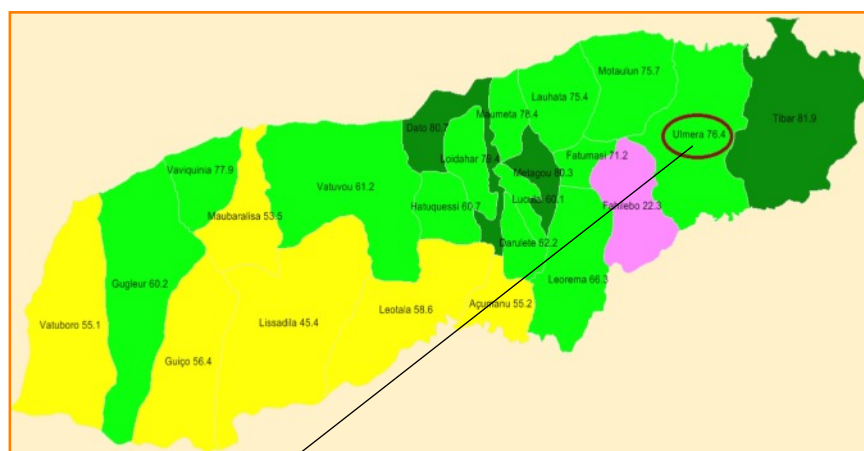 Motaulun 75.7
Lauhata 75.4
Maumeta 78.4
Tibar 81.9
Dato 80.7
Ulmera 76.4
Fatumasi 71.2
Loidahar 79.4
Vaviquinia 77.9
Metagou 80.3
Vatuvou 61.2
Luculai 60.1
Hatuquessi 60.7
Fahilebo 22.3
Maubaralisa 53.5
Darulete 62.2
Leorema 66.3
Gugleur 60.2
Açumanu 55.2
Leotala 58.6
Lissadila 45.4
Vatuboro 55.1
Guiço 56.4